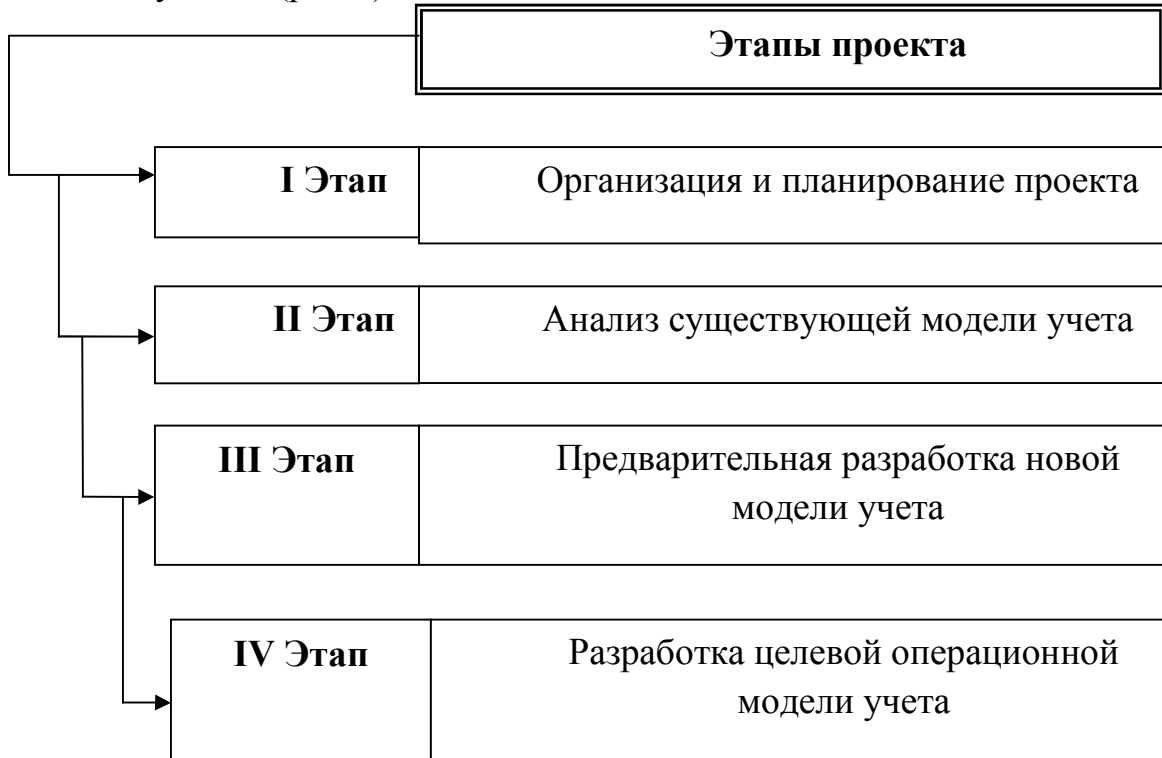 Этапы проекта
I Этап
Организация и планирование проекта
II Этап
Анализ существующей модели учета
III Этап
Предварительная разработка новой
модели учета
IV Этап
Разработка целевой операционной
модели учета